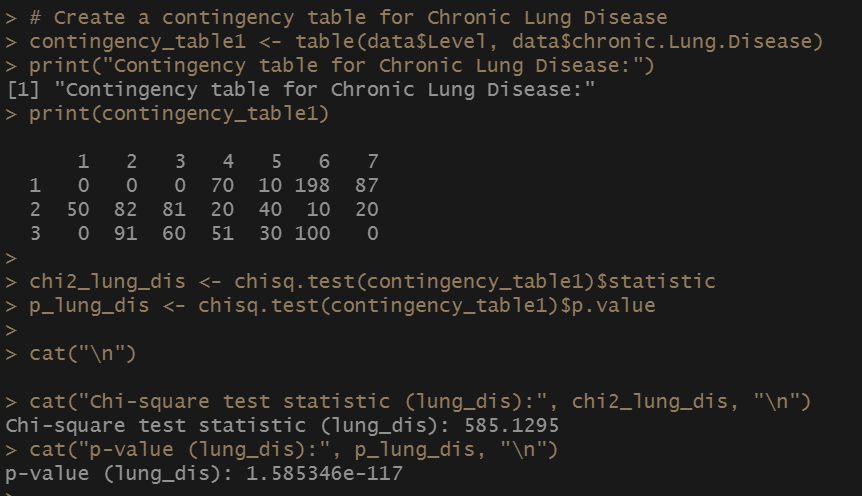 > # Create a contingency table for Chronic Lung Disease
> contingency_table1 <- table(data$Level, data$chronic.Lung.Disease)
> print("Contingency table for Chronic Lung Disease:")
[1] "Contingency table for Chronic Lung Disease:"
> print(contingency_table1)

      1   2   3   4   5   6   7
  1   0   0   0  70  10 198  87
  2  50  82  81  20  40  10  20
  3   0  91  60  51  30 100   0
>
> chi2_lung_dis <- chisq.test(contingency_table1)$statistic
> p_lung_dis <- chisq.test(contingency_table1)$p.value
>
> cat("\n")

> cat("Chi-square test statistic (lung_dis):", chi2_lung_dis, "\n")
Chi-square test statistic (lung_dis): 585.1295
> cat("p-value (lung_dis):", p_lung_dis, "\n")
p-value (lung_dis): 1.585346e-117
>